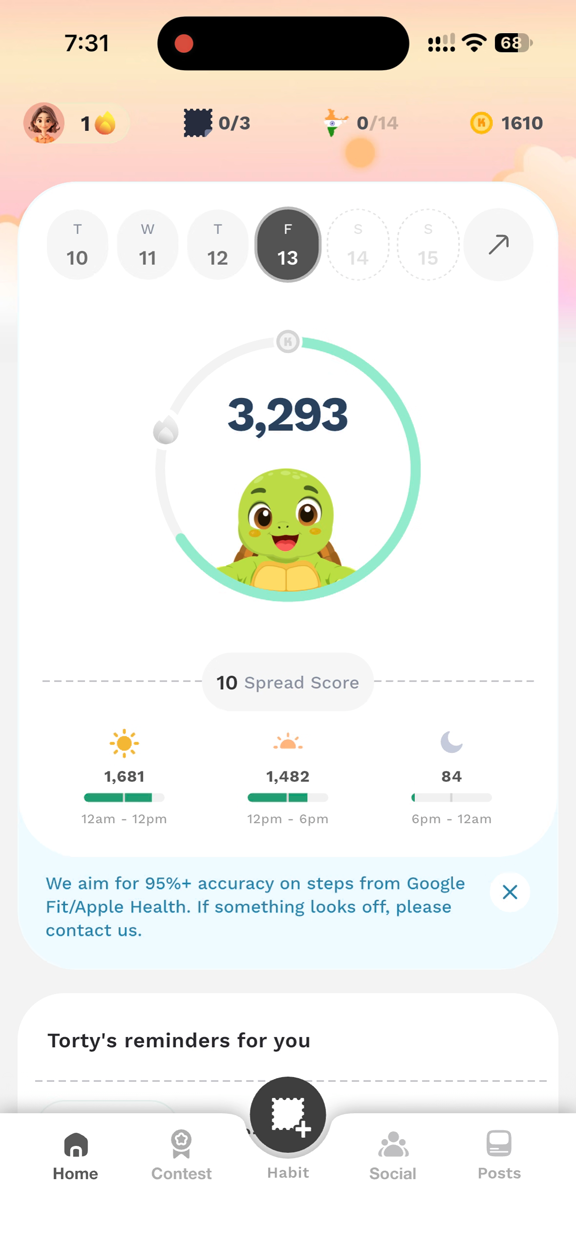 7:31
68
1
0/3
0/14
K
1610
T
10
W
11
T
12
F
13
S
14
S
15
K
3,293
10 Spread Score
1,681
1,482
84
12am - 12pm
12pm - 6pm
6pm - 12am
We aim for 95%+ accuracy on steps from Google
Fit/Apple Health. If something looks off, please
contact us.
Torty's reminders for you
Home
Contest
Habit
Social
Posts